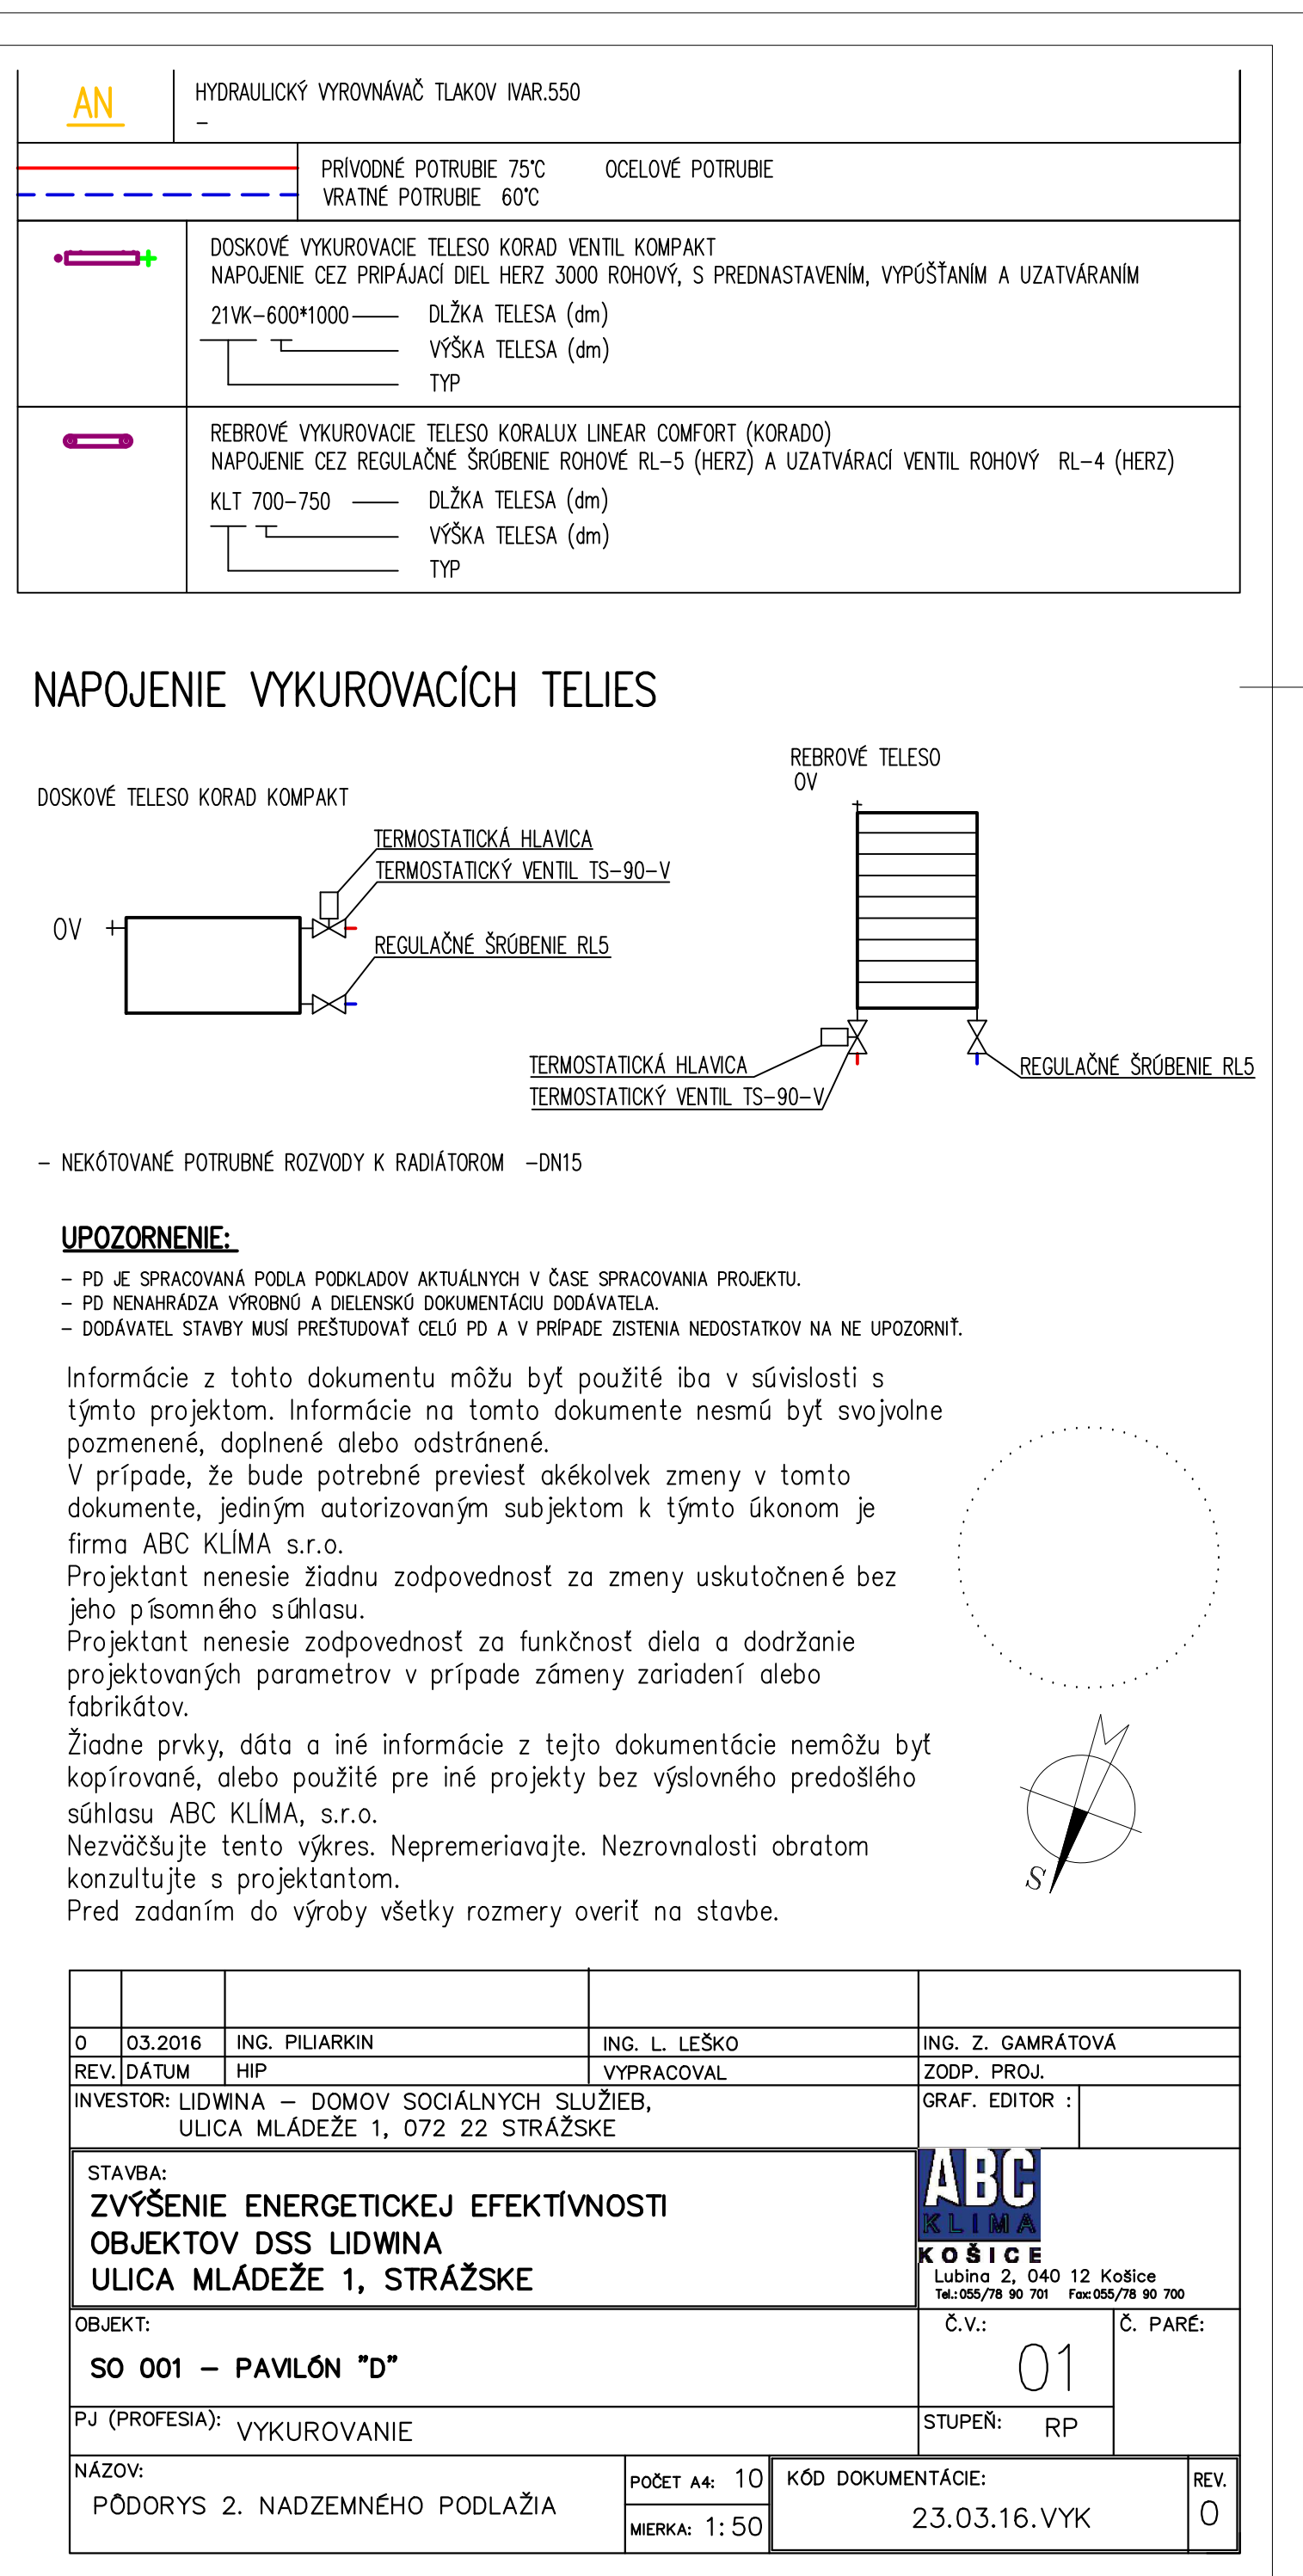 AN
HYDRAULICKÝ VYROVNÁVAČ TLAKOV IVAR.550
–
PRÍVODNÉ POTRUBIE 75°C OCELOVÉ POTRUBIE
VRATNÉ POTRUBIE 60°C
DOSKOVÉ VYKUROVACIE TELESO KORAD VENTIL KOMPAKT
NAPOJENIE CEZ PRIPÁJACÍ DIEL HERZ 3000 ROHOVÝ, S PREDNASTAVENÍM, VYPÚŠŤANÍM A UZATVÁRANÍM
21VK–600*1000 DLŽKA TELESA (dm)
VÝŠKA TELESA (dm)
TYP
REBROVÉ VYKUROVACIE TELESO KORALUX LINEAR COMFORT (KORADO)
NAPOJENIE CEZ REGULAČNÉ ŠRÚBENIE ROHOVÉ RL–5 (HERZ) A UZATVÁRACÍ VENTIL ROHOVÝ RL–4 (HERZ)
KLT 700–750 DLŽKA TELESA (dm)
VÝŠKA TELESA (dm)
TYP
NAPOJENIE VYKUROVACÍCH TELIES
REBROVÉ TELESO
OV
DOSKOVÉ TELESO KORAD KOMPAKT
TERMOSTATICKÁ HLAVICA
TERMOSTATICKÝ VENTIL TS–90–V
OV
REGULAČNÉ ŠRÚBENIE RL5
TERMOSTATICKÁ HLAVICA
REGULAČNÉ ŠRÚBENIE RL5
TERMOSTATICKÝ VENTIL TS–90–V
– NEKÓTOVANÉ POTRUBNÉ ROZVODY K RADIÁTOROM –DN15
UPOZORNENIE:
– PD JE SPRACOVANÁ PODLA PODKLADOV AKTUÁLNYCH V ČASE SPRACOVANIA PROJEKTU.
– PD NENAHRÁDZA VÝROBNÚ A DIELENSKÚ DOKUMENTÁCIU DODÁVATELA.
– DODÁVATEL STAVBY MUSÍ PREŠTUDOVAŤ CELÚ PD A V PRÍPADE ZISTENIA NEDOSTATKOV NA NE UPOZORNIŤ.
Informácie z tohto dokumentu môžu byť použité iba v súvislosti s
týmto projektom. Informácie na tomto dokumente nesmú byť svojvolne
pozmenené, doplnené alebo odstránené.
V prípade, že bude potrebné previesť akékolvek zmeny v tomto
dokumente, jediným autorizovaným subjektom k týmto úkonom je
firma ABC KLÍMA s.r.o.
Projektant nenesie žiadnu zodpovednosť za zmeny uskutočnené bez
jeho písomného súhlasu.
Projektant nenesie zodpovednosť za funkčnosť diela a dodržanie
projektovaných parametrov v prípade zámeny zariadení alebo
fabrikátov.
Žiadne prvky, dáta a iné informácie z tejto dokumentácie nemôžu byť
kopírované, alebo použité pre iné projekty bez výslovného predošlého
súhlasu ABC KLÍMA, s.r.o.
Nezväčšujte tento výkres. Nepremeriavajte. Nezrovnalosti obratom
konzultujte s projektantom.
Pred zadaním do výroby všetky rozmery overiť na stavbe.
S
0 03.2016 ING. PILIARKIN ING. L. LEŠKO ING. Z. GAMRÁTOVÁ
REV. DÁTUM HIP VYPRACOVAL ZODP. PROJ.
INVESTOR: LIDWINA – DOMOV SOCIÁLNYCH SLUŽIEB, GRAF. EDITOR :
ULICA MLÁDEŽE 1, 072 22 STRÁŽSKE
STAVBA:
ZVÝŠENIE ENERGETICKEJ EFEKTÍVNOSTI
OBJEKTOV DSS LIDWINA
ULICA MLÁDEŽE 1, STRÁŽSKE
ABC
KLIMA
KOŠICE
Lubina 2, 040 12 Košice
Tel.:055/78 90 701 Fax:055/78 90 700
OBJEKT: Č.V.: Č. PARÉ:
SO 001 – PAVILÓN "D" 01
PJ (PROFESIA): VYKUROVANIE STUPEŇ: RP
NÁZOV: POČET A4: 10 KÓD DOKUMENTÁCIE: REV.
PÔDORYS 2. NADZEMNÉHO PODLAŽIA MIERKA: 1:50 23.03.16.VYK 0